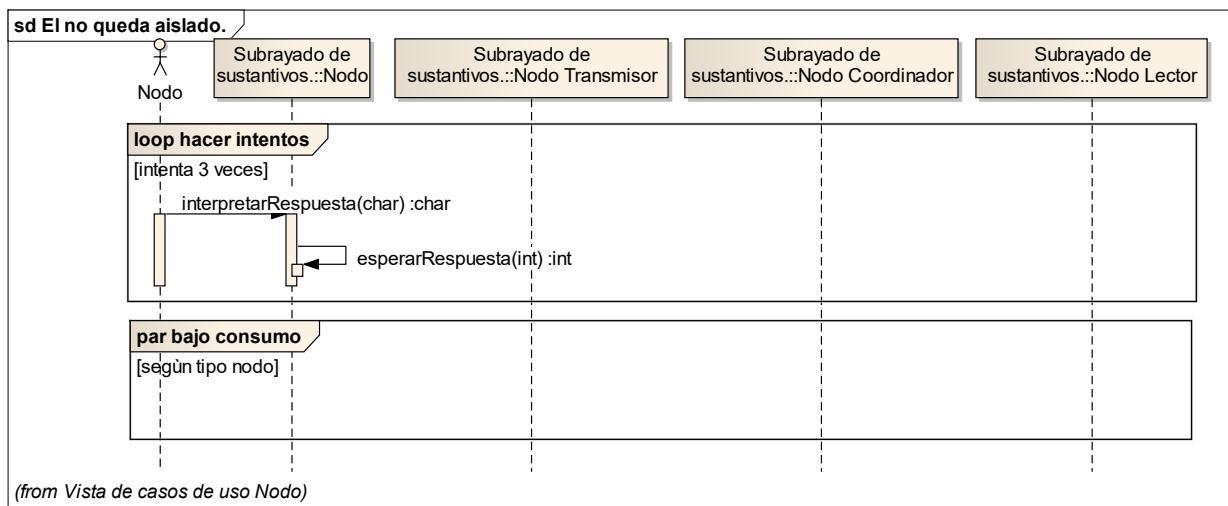 sd El no queda aislado.
Nodo
Subrayado de
sustantivos.::Nodo
Subrayado de
sustantivos.::Nodo Transmisor
Subrayado de
sustantivos.::Nodo Coordinador
Subrayado de
sustantivos.::Nodo Lector
loop hacer intentos
[intenta 3 veces]
interpretarRespuesta(char) :char
esperarRespuesta(int) :int
par bajo consumo
[segùn tipo nodo]
(from Vista de casos de uso Nodo)